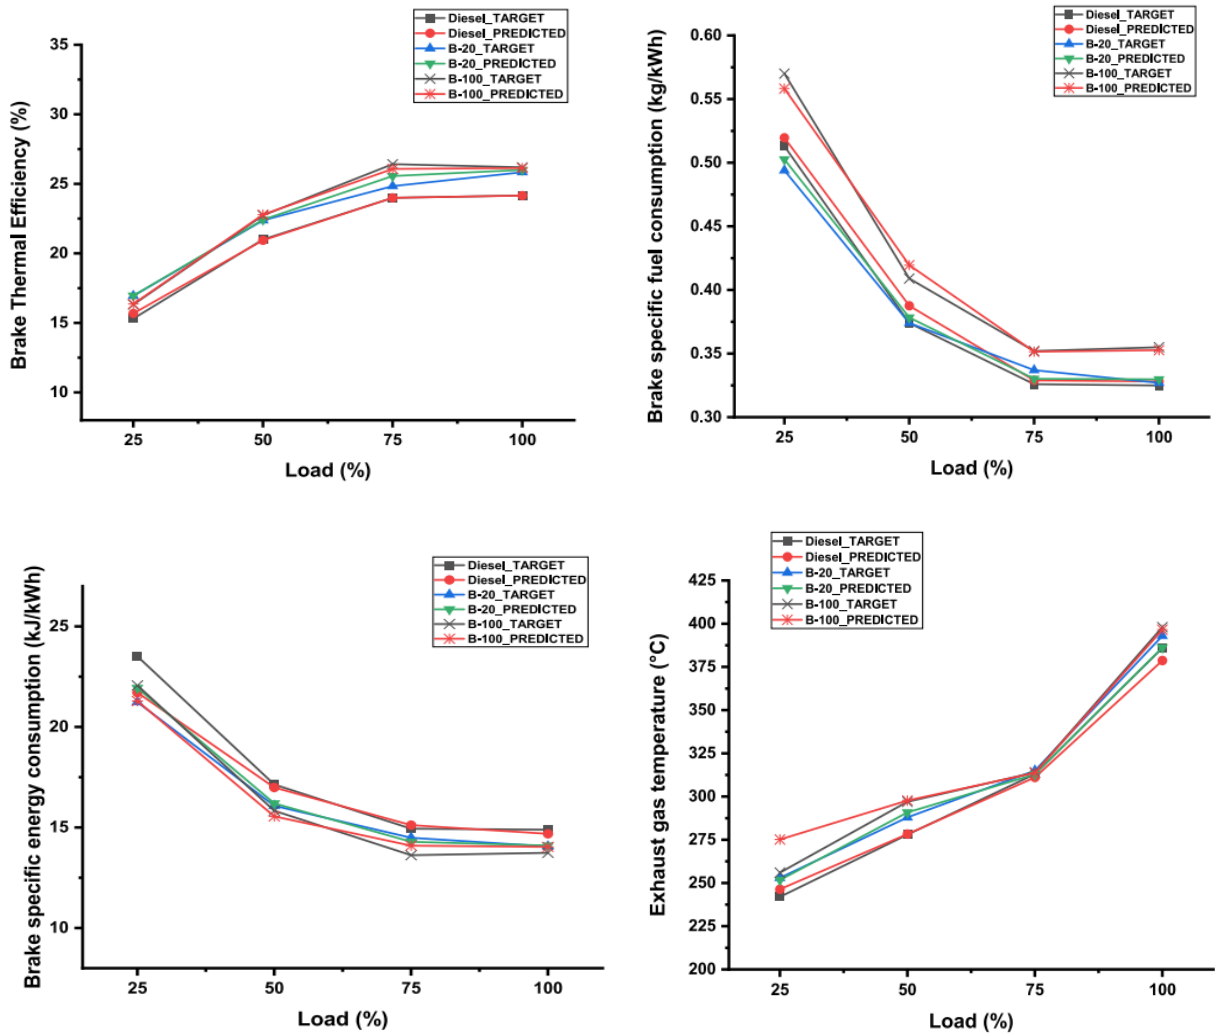 Diesel_TARGET
Diesel_PREDICTED
B-20_TARGET
B-20_PREDICTED
B-100_TARGET
B-100_PREDICTED
35
30
25
20
15
10
Brake Thermal Efficiency (%)
25
50
75
100
Load (%)
Diesel_TARGET
Diesel_PREDICTED
B-20_TARGET
B-20_PREDICTED
B-100_TARGET
B-100_PREDICTED
0.60
0.55
0.50
0.45
0.40
0.35
0.30
Brake specific fuel consumption (kg/kWh)
25
50
75
100
Load (%)
Diesel_TARGET
Diesel_PREDICTED
B-20_TARGET
B-20_PREDICTED
B-100_TARGET
B-100_PREDICTED
25
20
15
10
Brake specific energy consumption (kJ/kWh)
25
50
75
100
Load (%)
Diesel_TARGET
Diesel_PREDICTED
B-20_TARGET
B-20_PREDICTED
B-100_TARGET
B-100_PREDICTED
425
400
375
350
325
300
275
250
225
200
Exhaust gas temperature (°C)
25
50
75
100
Load (%)